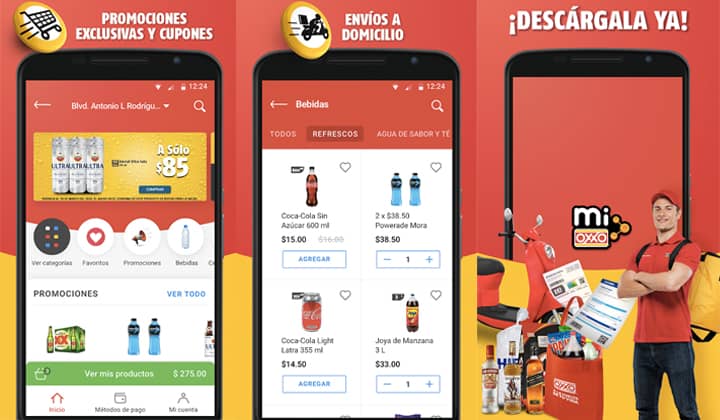 PROMOCIONES
EXCLUSIVAS Y CUPONES
12:24
Blvd. Antonio L Rodrígu...
ULTRA
ULTRA
ULTRA
A Sólo
$85
COMPRAR
Ver categorías
Favoritos
Promociones
Bebidas
PROMOCIONES
VER TODO
Ver mis productos
$ 275.00
Inicio
Métodos de pago
Mi cuenta
ENVÍOS A
DOMICILIO
12:24
Bebidas
TODOS
REFRESCOS
AGUA DE SABOR Y TÉ
Coca-Cola Sin
Azúcar 600 ml
$15.00
$16.00
AGREGAR
2 x $38.50
Powerade Mora
$38.50
1
Coca-Cola Light
Latra 355 ml
$14.50
AGREGAR
Joya de Manzana
3 L
$33.00
1
¡DESCÁRGALA YA!
mi
OXXO
OXXO